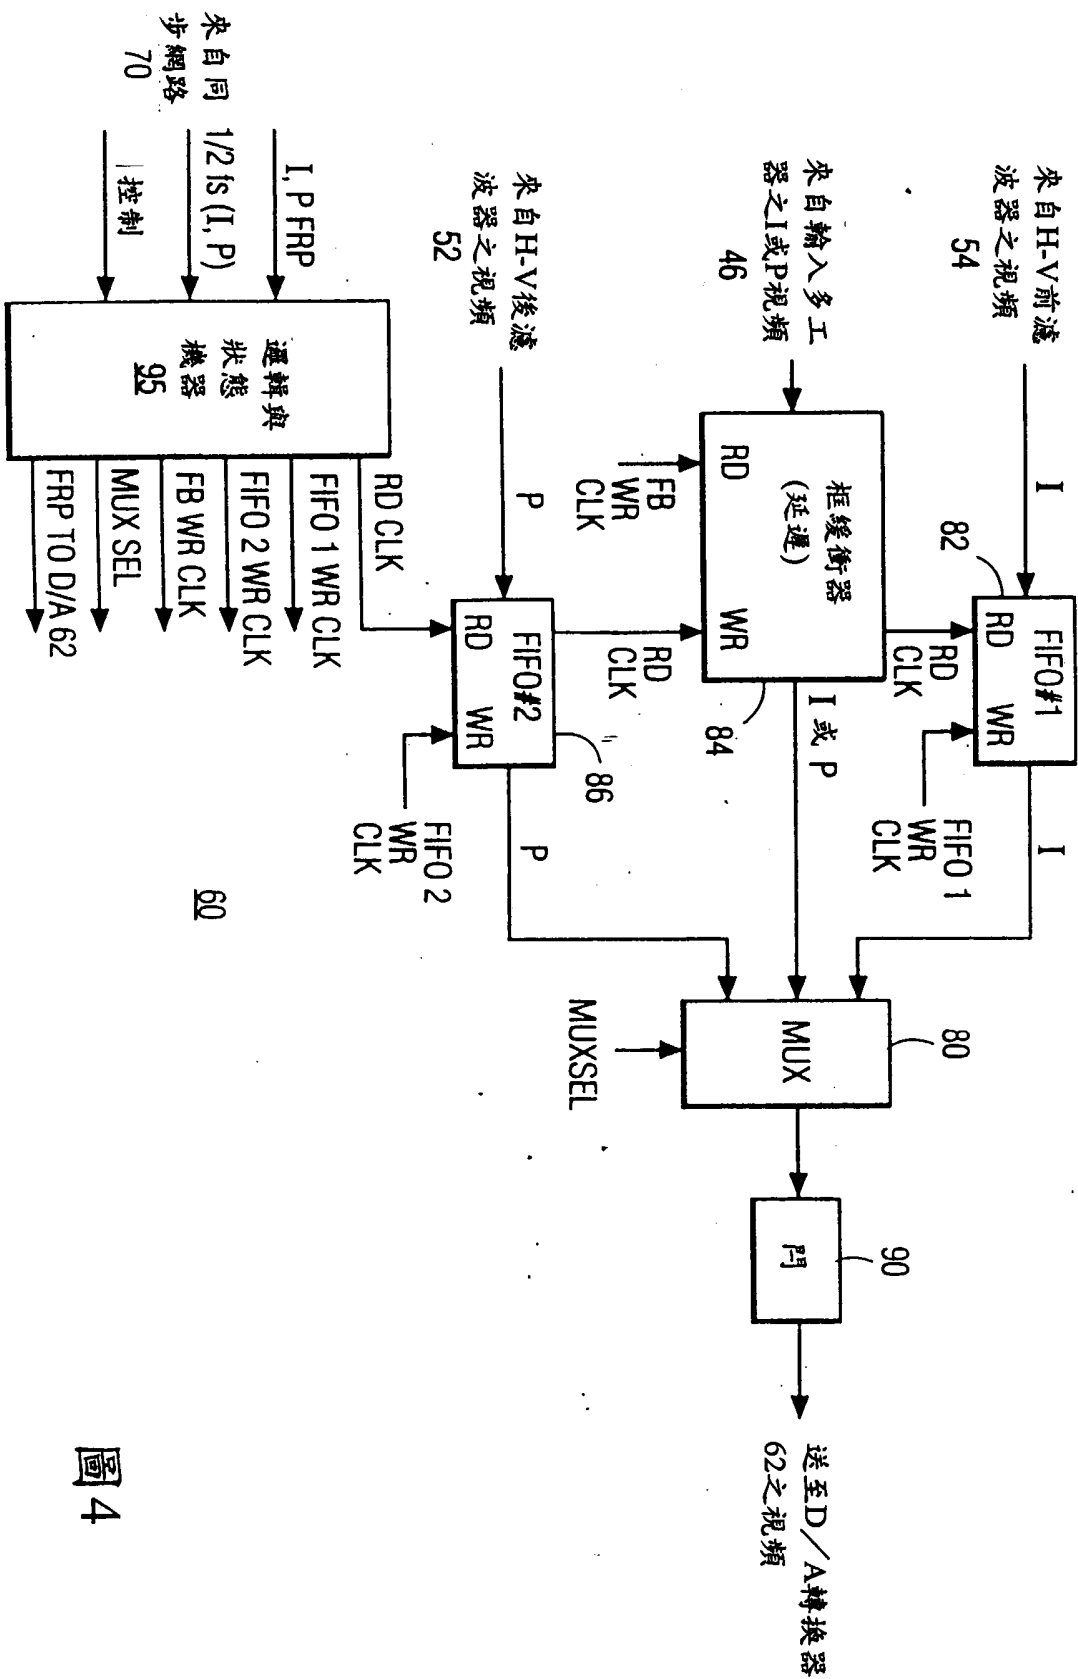 來自H-V前濾
波器之視頻
54
I
82
FIFO#1
RD
WR
I
RD
CLK
FIFO 1
WR
CLK
來自輸入多工
器之I或P視頻
46
框緩衝器
(延遲)
RD
WR
84
FB
WR
CLK
I 或 P
RD
CLK
來自H-V後濾
波器之視頻
52
P
FIFO#2
RD
WR
86
P
FIFO 2
WR
CLK
80
MUX
MUXSEL
90
閂
送至D/A轉換器
62之視頻
來自同
步網路
70
I, P FRP
1/2 fs (I, P)
控制
邏輯與
狀態
機器
95
RD CLK
FIFO 1 WR CLK
FIFO 2 WR CLK
FB WR CLK
MUX SEL
FRP TO D/A 62
60
圖4